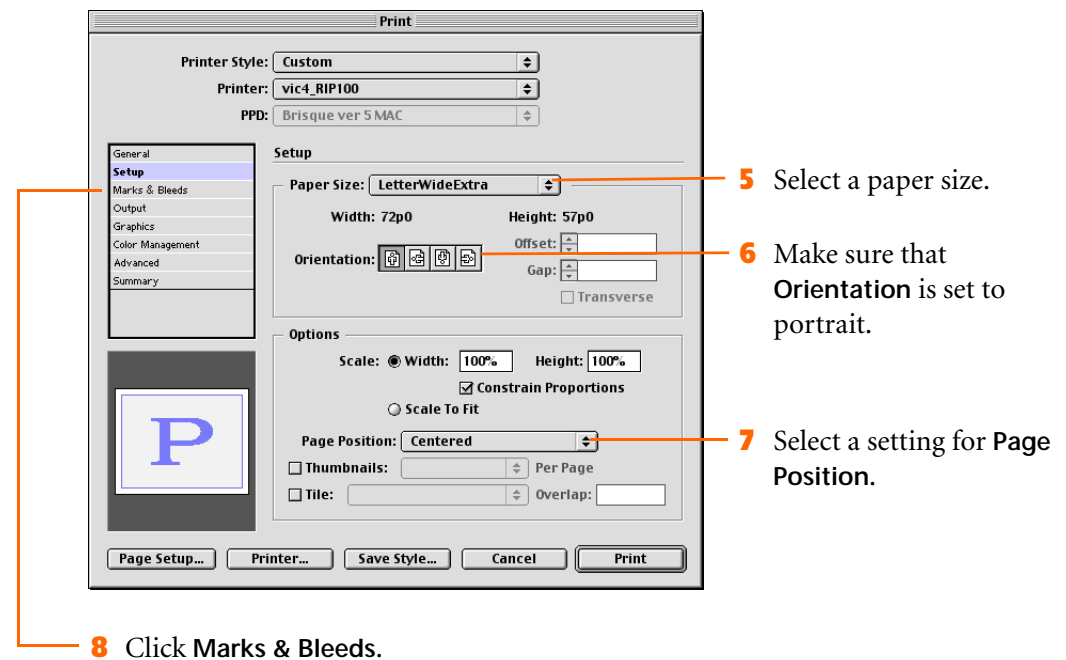 Print
Printer Style: Custom
Printer: vic4_RIP100
PPD: Brisque ver 5 MAC
General
Setup
Marks & Bleeds
Output
Graphics
Color Management
Advanced
Summary
Setup
Paper Size: LetterWideExtra
Width: 72p0 Height: 57p0
Orientation:
Offset:
Gap:
Transverse
Options
Scale: Width: 100% Height: 100%
Constrain Proportions
Scale To Fit
Page Position: Centered
Thumbnails: Per Page
Tile: Overlap:
P
Page Setup... Printer... Save Style... Cancel Print
5 Select a paper size.
6 Make sure that
Orientation is set to
portrait.
7 Select a setting for Page
Position.
8 Click Marks & Bleeds.